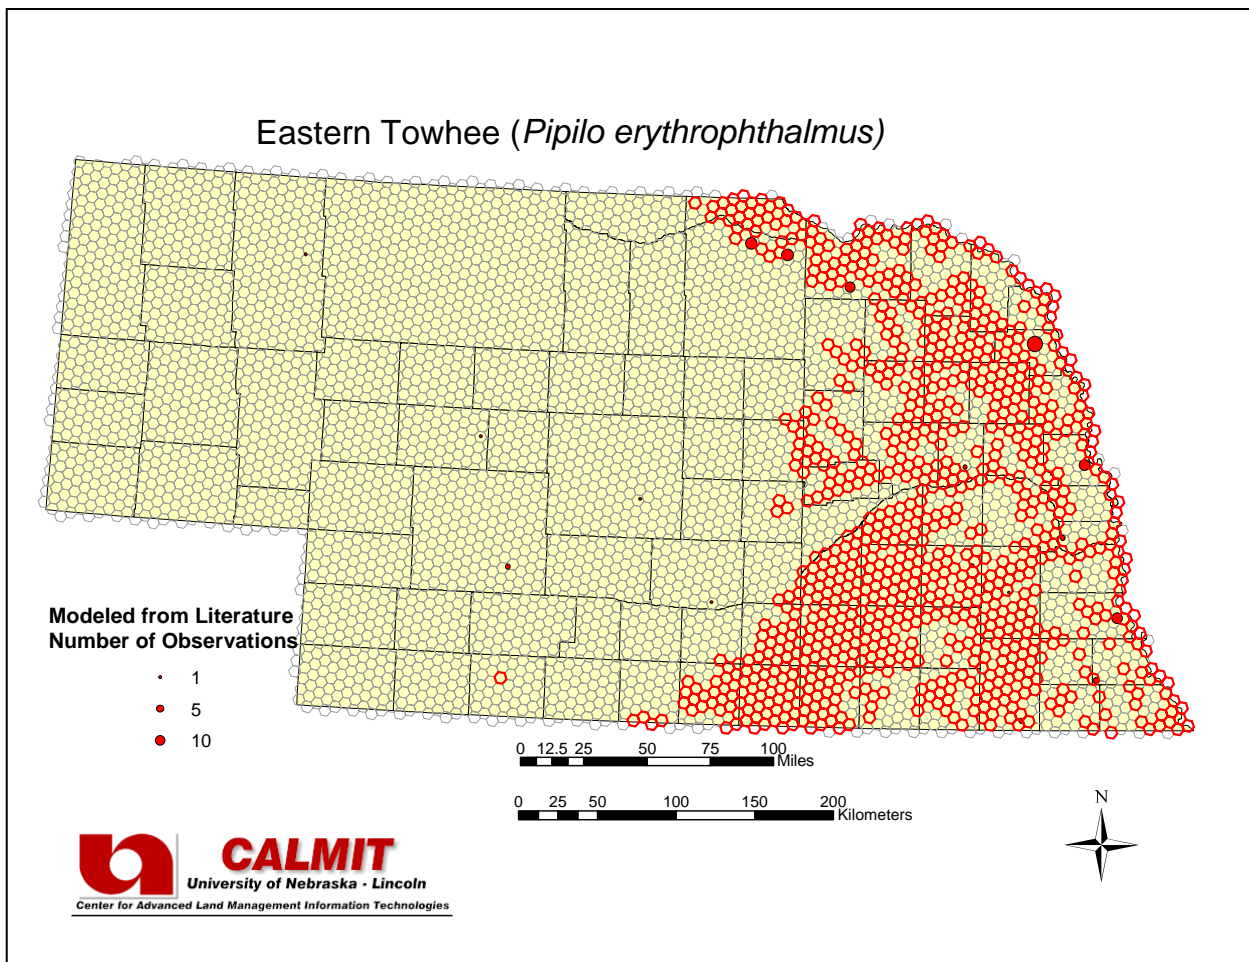 Eastern Towhee (Pipilo erythrophthalmus)
Modeled from Literature
Number of Observations
1
5
10
0 12.5 25 50 75 100
Miles
0 25 50 100 150 200
Kilometers
N
CALMIT
University of Nebraska - Lincoln
Center for Advanced Land Management Information Technologies